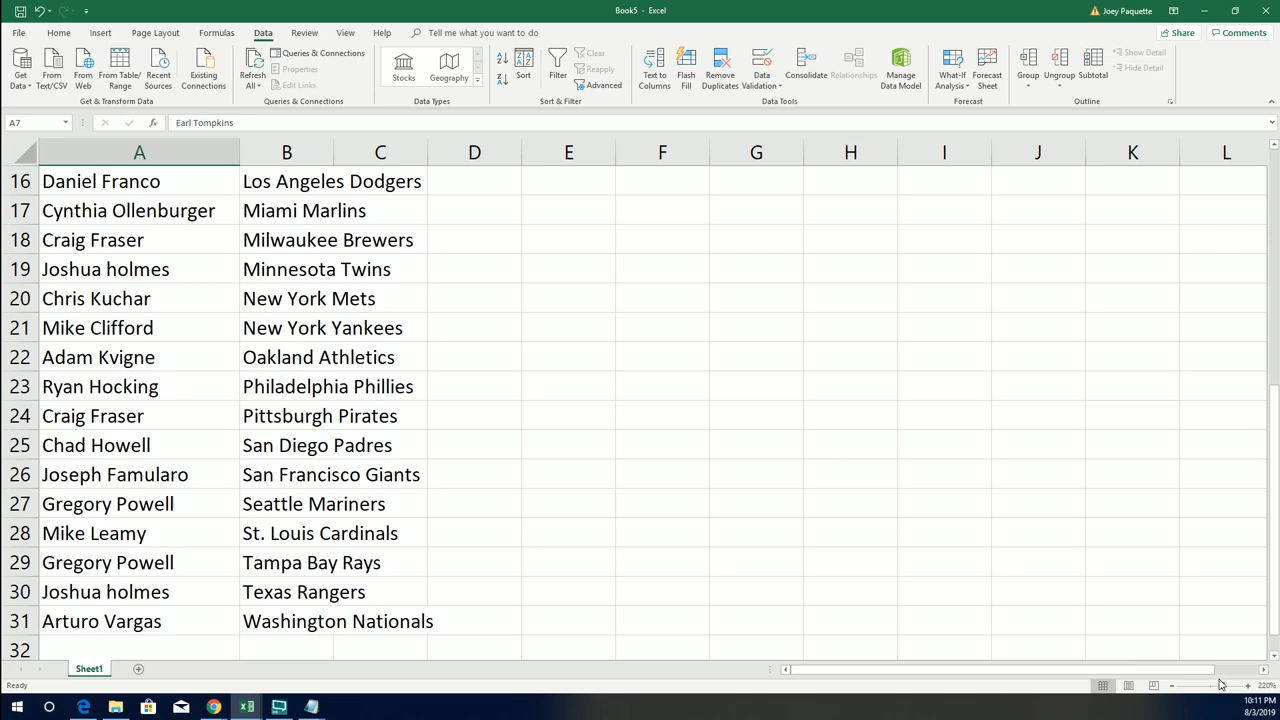 Book5 - Excel
Joey Paquette
File Home Insert Page Layout Formulas Data Review View Help Tell me what you want to do
Share Comments
Get Data From Text/CSV From Web From Table/Range Recent Sources Existing Connections
Refresh All Queries & Connections Properties Edit Links
Stocks Geography
Sort Filter Clear Reapply Advanced
Text to Columns Flash Fill Remove Duplicates Data Validation Consolidate Relationships Manage Data Model
What-If Analysis Forecast Sheet
Group Ungroup Subtotal Show Detail Hide Detail
Get & Transform Data Queries & Connections Data Types Sort & Filter Data Tools Forecast Outline
A7 fx Earl Tompkins
A B C D E F G H I J K L
16 Daniel Franco Los Angeles Dodgers
17 Cynthia Ollenburger Miami Marlins
18 Craig Fraser Milwaukee Brewers
19 Joshua holmes Minnesota Twins
20 Chris Kuchar New York Mets
21 Mike Clifford New York Yankees
22 Adam Kvigne Oakland Athletics
23 Ryan Hocking Philadelphia Phillies
24 Craig Fraser Pittsburgh Pirates
25 Chad Howell San Diego Padres
26 Joseph Famularo San Francisco Giants
27 Gregory Powell Seattle Mariners
28 Mike Leamy St. Louis Cardinals
29 Gregory Powell Tampa Bay Rays
30 Joshua holmes Texas Rangers
31 Arturo Vargas Washington Nationals
32
Sheet1
Ready 220%
10:11 PM
8/3/2019